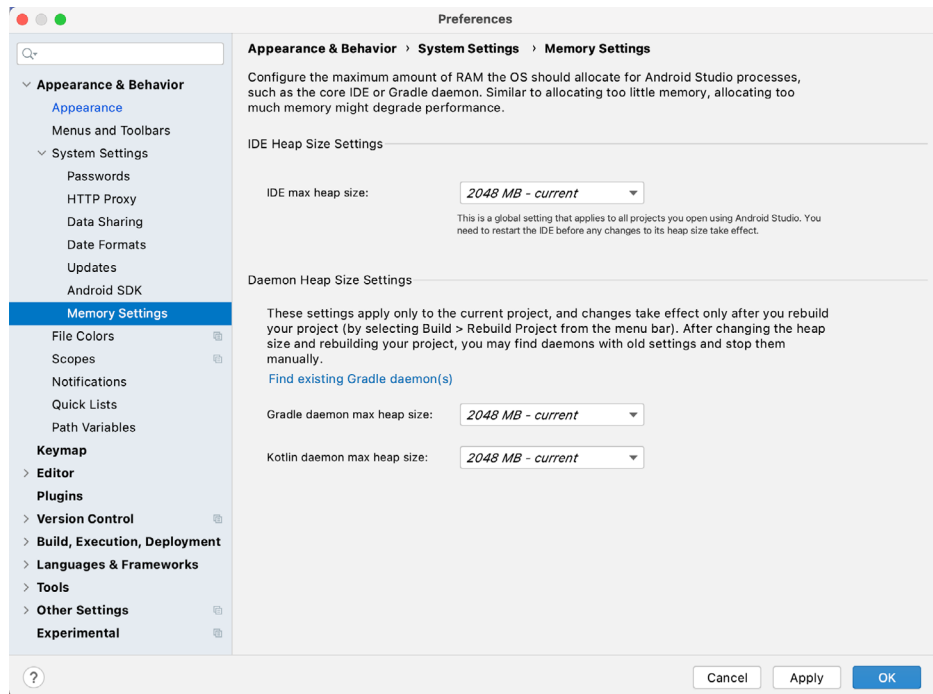 Preferences
Appearance & Behavior
Appearance
Menus and Toolbars
System Settings
Passwords
HTTP Proxy
Data Sharing
Date Formats
Updates
Android SDK
Memory Settings
File Colors
Scopes
Notifications
Quick Lists
Path Variables
Keymap
Editor
Plugins
Version Control
Build, Execution, Deployment
Languages & Frameworks
Tools
Other Settings
Experimental
Appearance & Behavior › System Settings › Memory Settings
Configure the maximum amount of RAM the OS should allocate for Android Studio processes,
such as the core IDE or Gradle daemon. Similar to allocating too little memory, allocating too
much memory might degrade performance.
IDE Heap Size Settings
IDE max heap size: 2048 MB - current
This is a global setting that applies to all projects you open using Android Studio. You
need to restart the IDE before any changes to its heap size take effect.
Daemon Heap Size Settings
These settings apply only to the current project, and changes take effect only after you rebuild
your project (by selecting Build > Rebuild Project from the menu bar). After changing the heap
size and rebuilding your project, you may find daemons with old settings and stop them
manually.
Find existing Gradle daemon(s)
Gradle daemon max heap size: 2048 MB - current
Kotlin daemon max heap size: 2048 MB - current
?
Cancel
Apply
OK